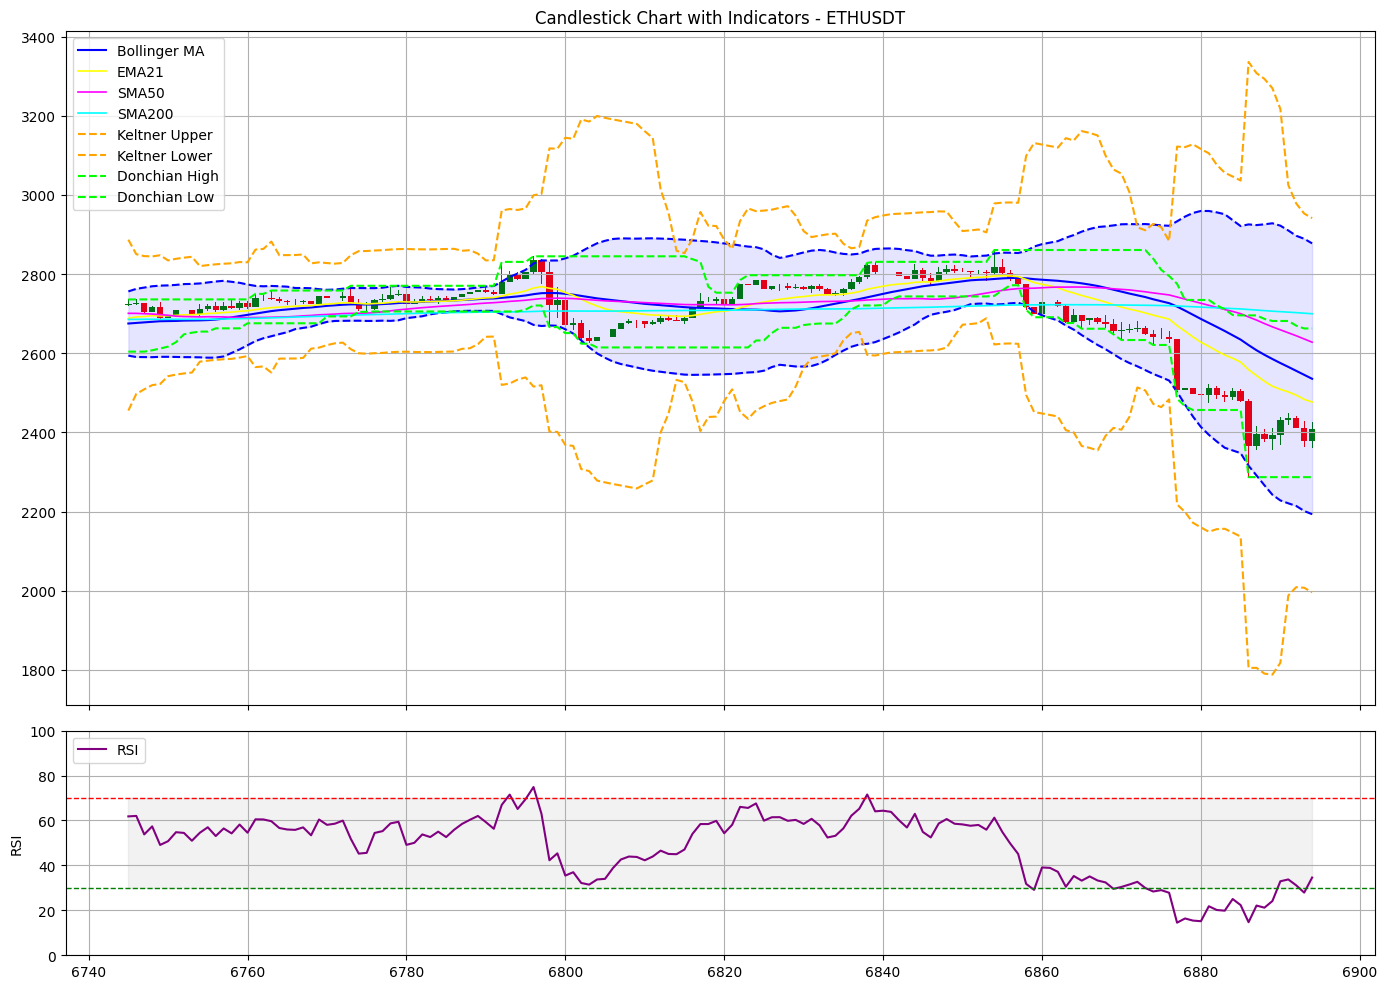 Candlestick Chart with Indicators - ETHUSDT
3400
3200
3000
2800
2600
2400
2200
2000
1800
Bollinger MA
EMA21
SMA50
SMA200
Keltner Upper
Keltner Lower
Donchian High
Donchian Low
100
80
60
40
20
0
RSI
RSI
6740 6760 6780 6800 6820 6840 6860 6880 6900